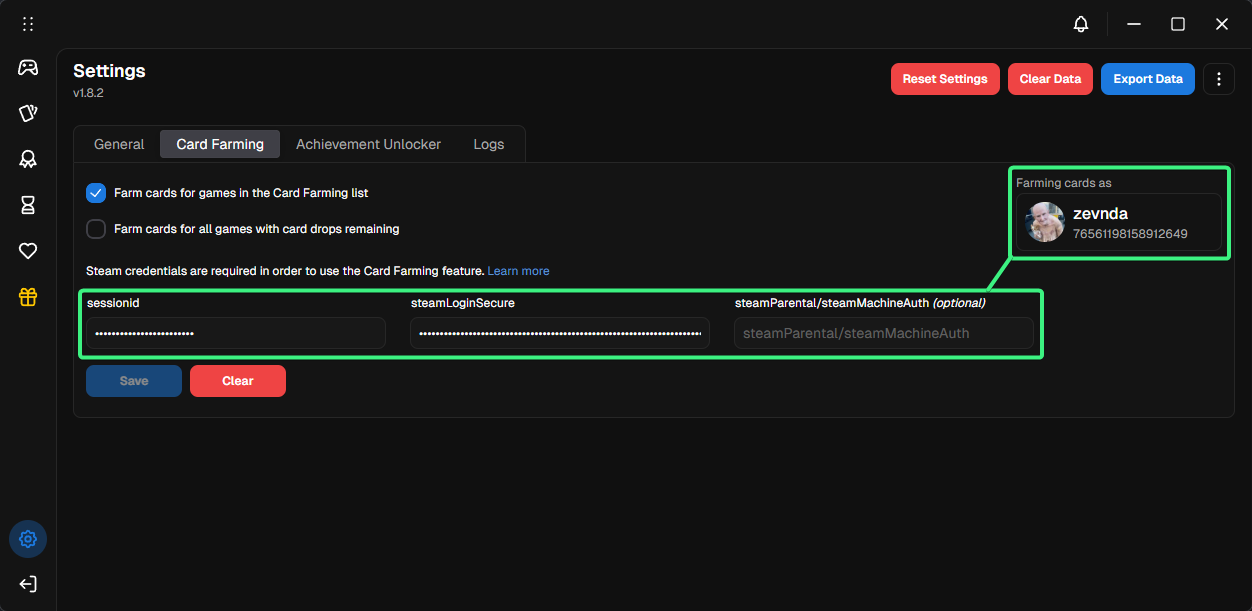 Settings
v1.8.2
Reset Settings
Clear Data
Export Data
General
Card Farming
Achievement Unlocker
Logs
Farm cards for games in the Card Farming list
Farm cards for all games with card drops remaining
Farming cards as
zevnda
76561198158912649
Steam credentials are required in order to use the Card Farming feature. Learn more
sessionid
steamLoginSecure
steamParental/steamMachineAuth (optional)
steamParental/steamMachineAuth
Save
Clear